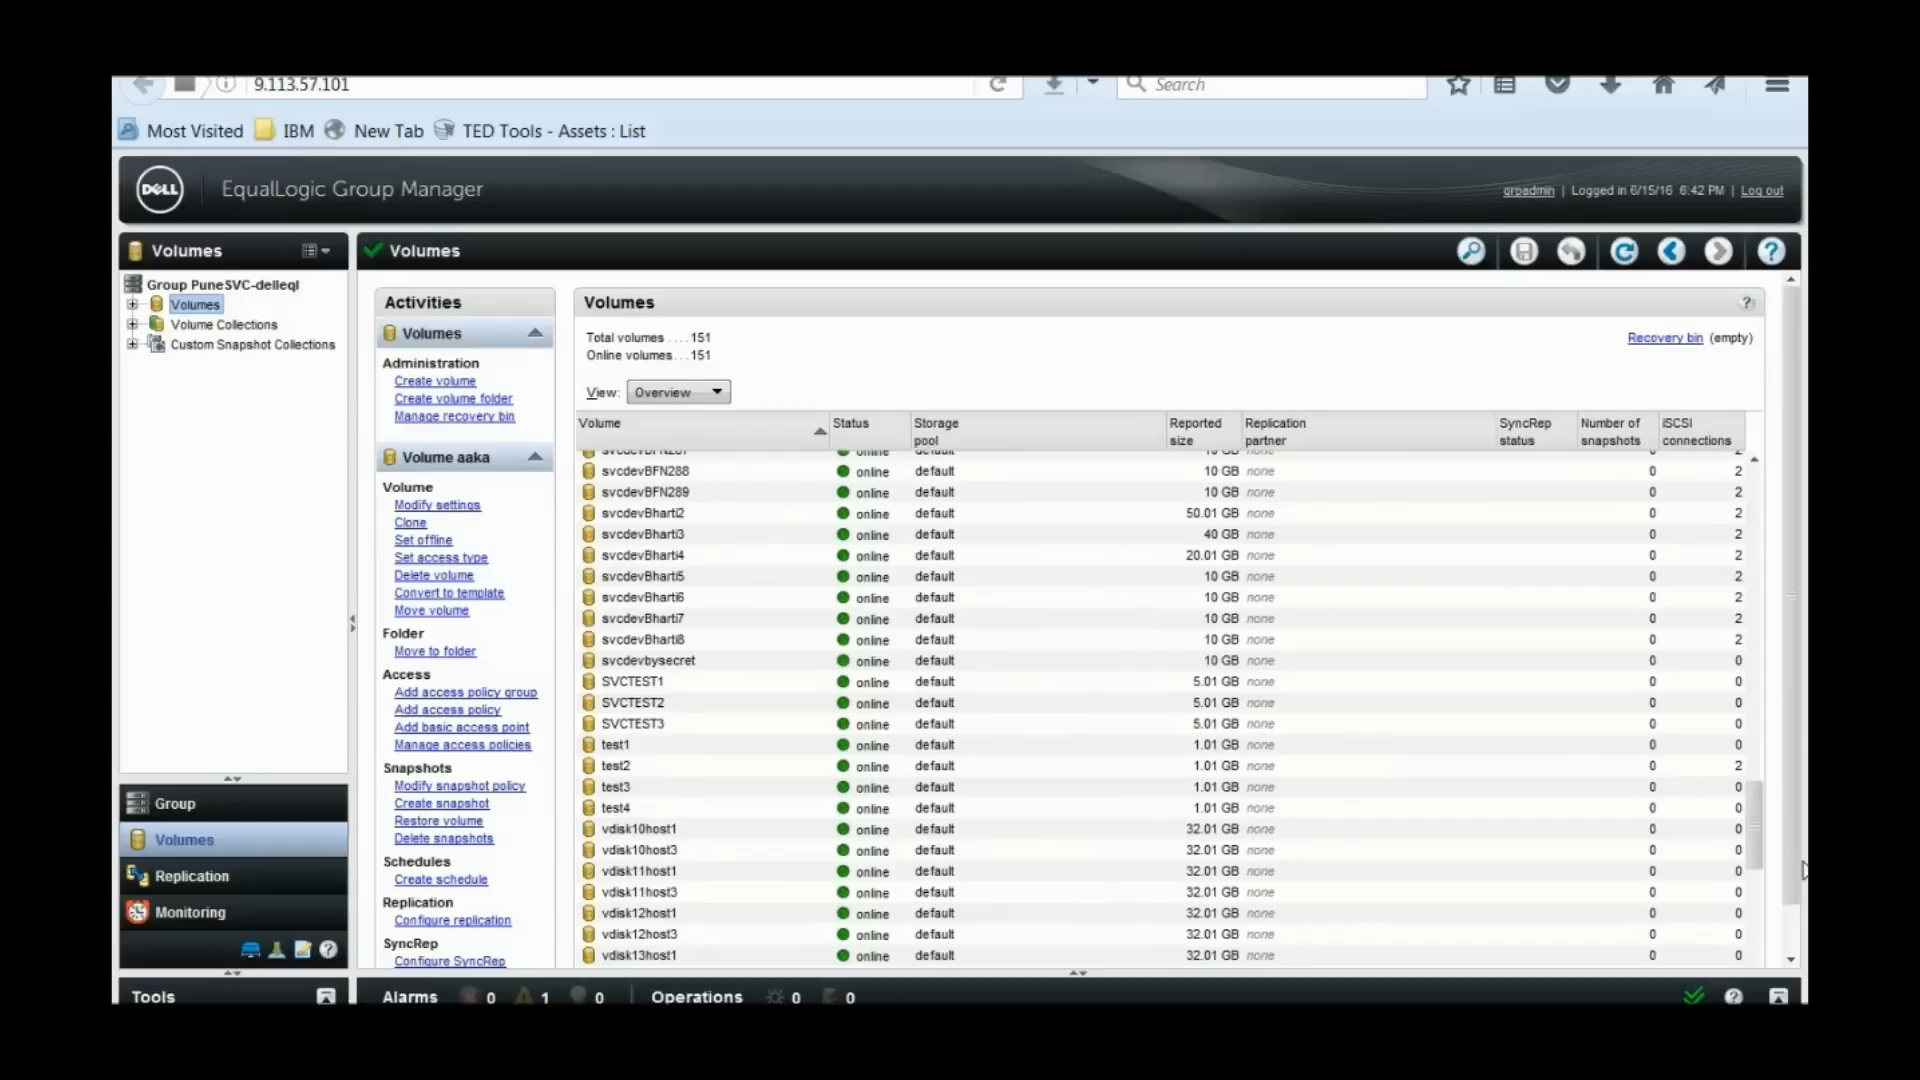 9.113.57.101
Search
Most Visited IBM New Tab TED Tools - Assets : List
DELL EqualLogic Group Manager
grpadmin | Logged in 6/15/16 6:42 PM | Log out
Volumes
Group PuneSVC-delleql
Volumes
Volume Collections
Custom Snapshot Collections
Group
Volumes
Replication
Monitoring
Tools
Volumes
Activities
Volumes
Administration
Create volume
Create volume folder
Manage recovery bin
Volume aaka
Volume
Modify settings
Clone
Set offline
Set access type
Delete volume
Convert to template
Move volume
Folder
Move to folder
Access
Add access policy group
Add access policy
Add basic access point
Manage access policies
Snapshots
Modify snapshot policy
Create snapshot
Restore volume
Delete snapshots
Schedules
Create schedule
Replication
Configure replication
SyncRep
Configure SyncRep
Volumes
Total volumes .... 151
Online volumes... 151
Recovery bin (empty)
View: Overview
Volume Status Storage pool Reported size Replication partner SyncRep status Number of snapshots iSCSI connections
svcdevBFN288 online default 10 GB none 0 2
svcdevBFN289 online default 10 GB none 0 2
svcdevBharti2 online default 50.01 GB none 0 2
svcdevBharti3 online default 40 GB none 0 2
svcdevBharti4 online default 20.01 GB none 0 2
svcdevBharti5 online default 10 GB none 0 2
svcdevBharti6 online default 10 GB none 0 2
svcdevBharti7 online default 10 GB none 0 2
svcdevBharti8 online default 10 GB none 0 2
svcdevbysecret online default 10 GB none 0 0
SVCTEST1 online default 5.01 GB none 0 0
SVCTEST2 online default 5.01 GB none 0 0
SVCTEST3 online default 5.01 GB none 0 0
test1 online default 1.01 GB none 0 0
test2 online default 1.01 GB none 0 2
test3 online default 1.01 GB none 0 0
test4 online default 1.01 GB none 0 0
vdisk10host1 online default 32.01 GB none 0 0
vdisk10host3 online default 32.01 GB none 0 0
vdisk11host1 online default 32.01 GB none 0 0
vdisk11host3 online default 32.01 GB none 0 0
vdisk12host1 online default 32.01 GB none 0 0
vdisk12host3 online default 32.01 GB none 0 0
vdisk13host1 online default 32.01 GB none 0 0
Alarms 0 1 0 Operations 0 0